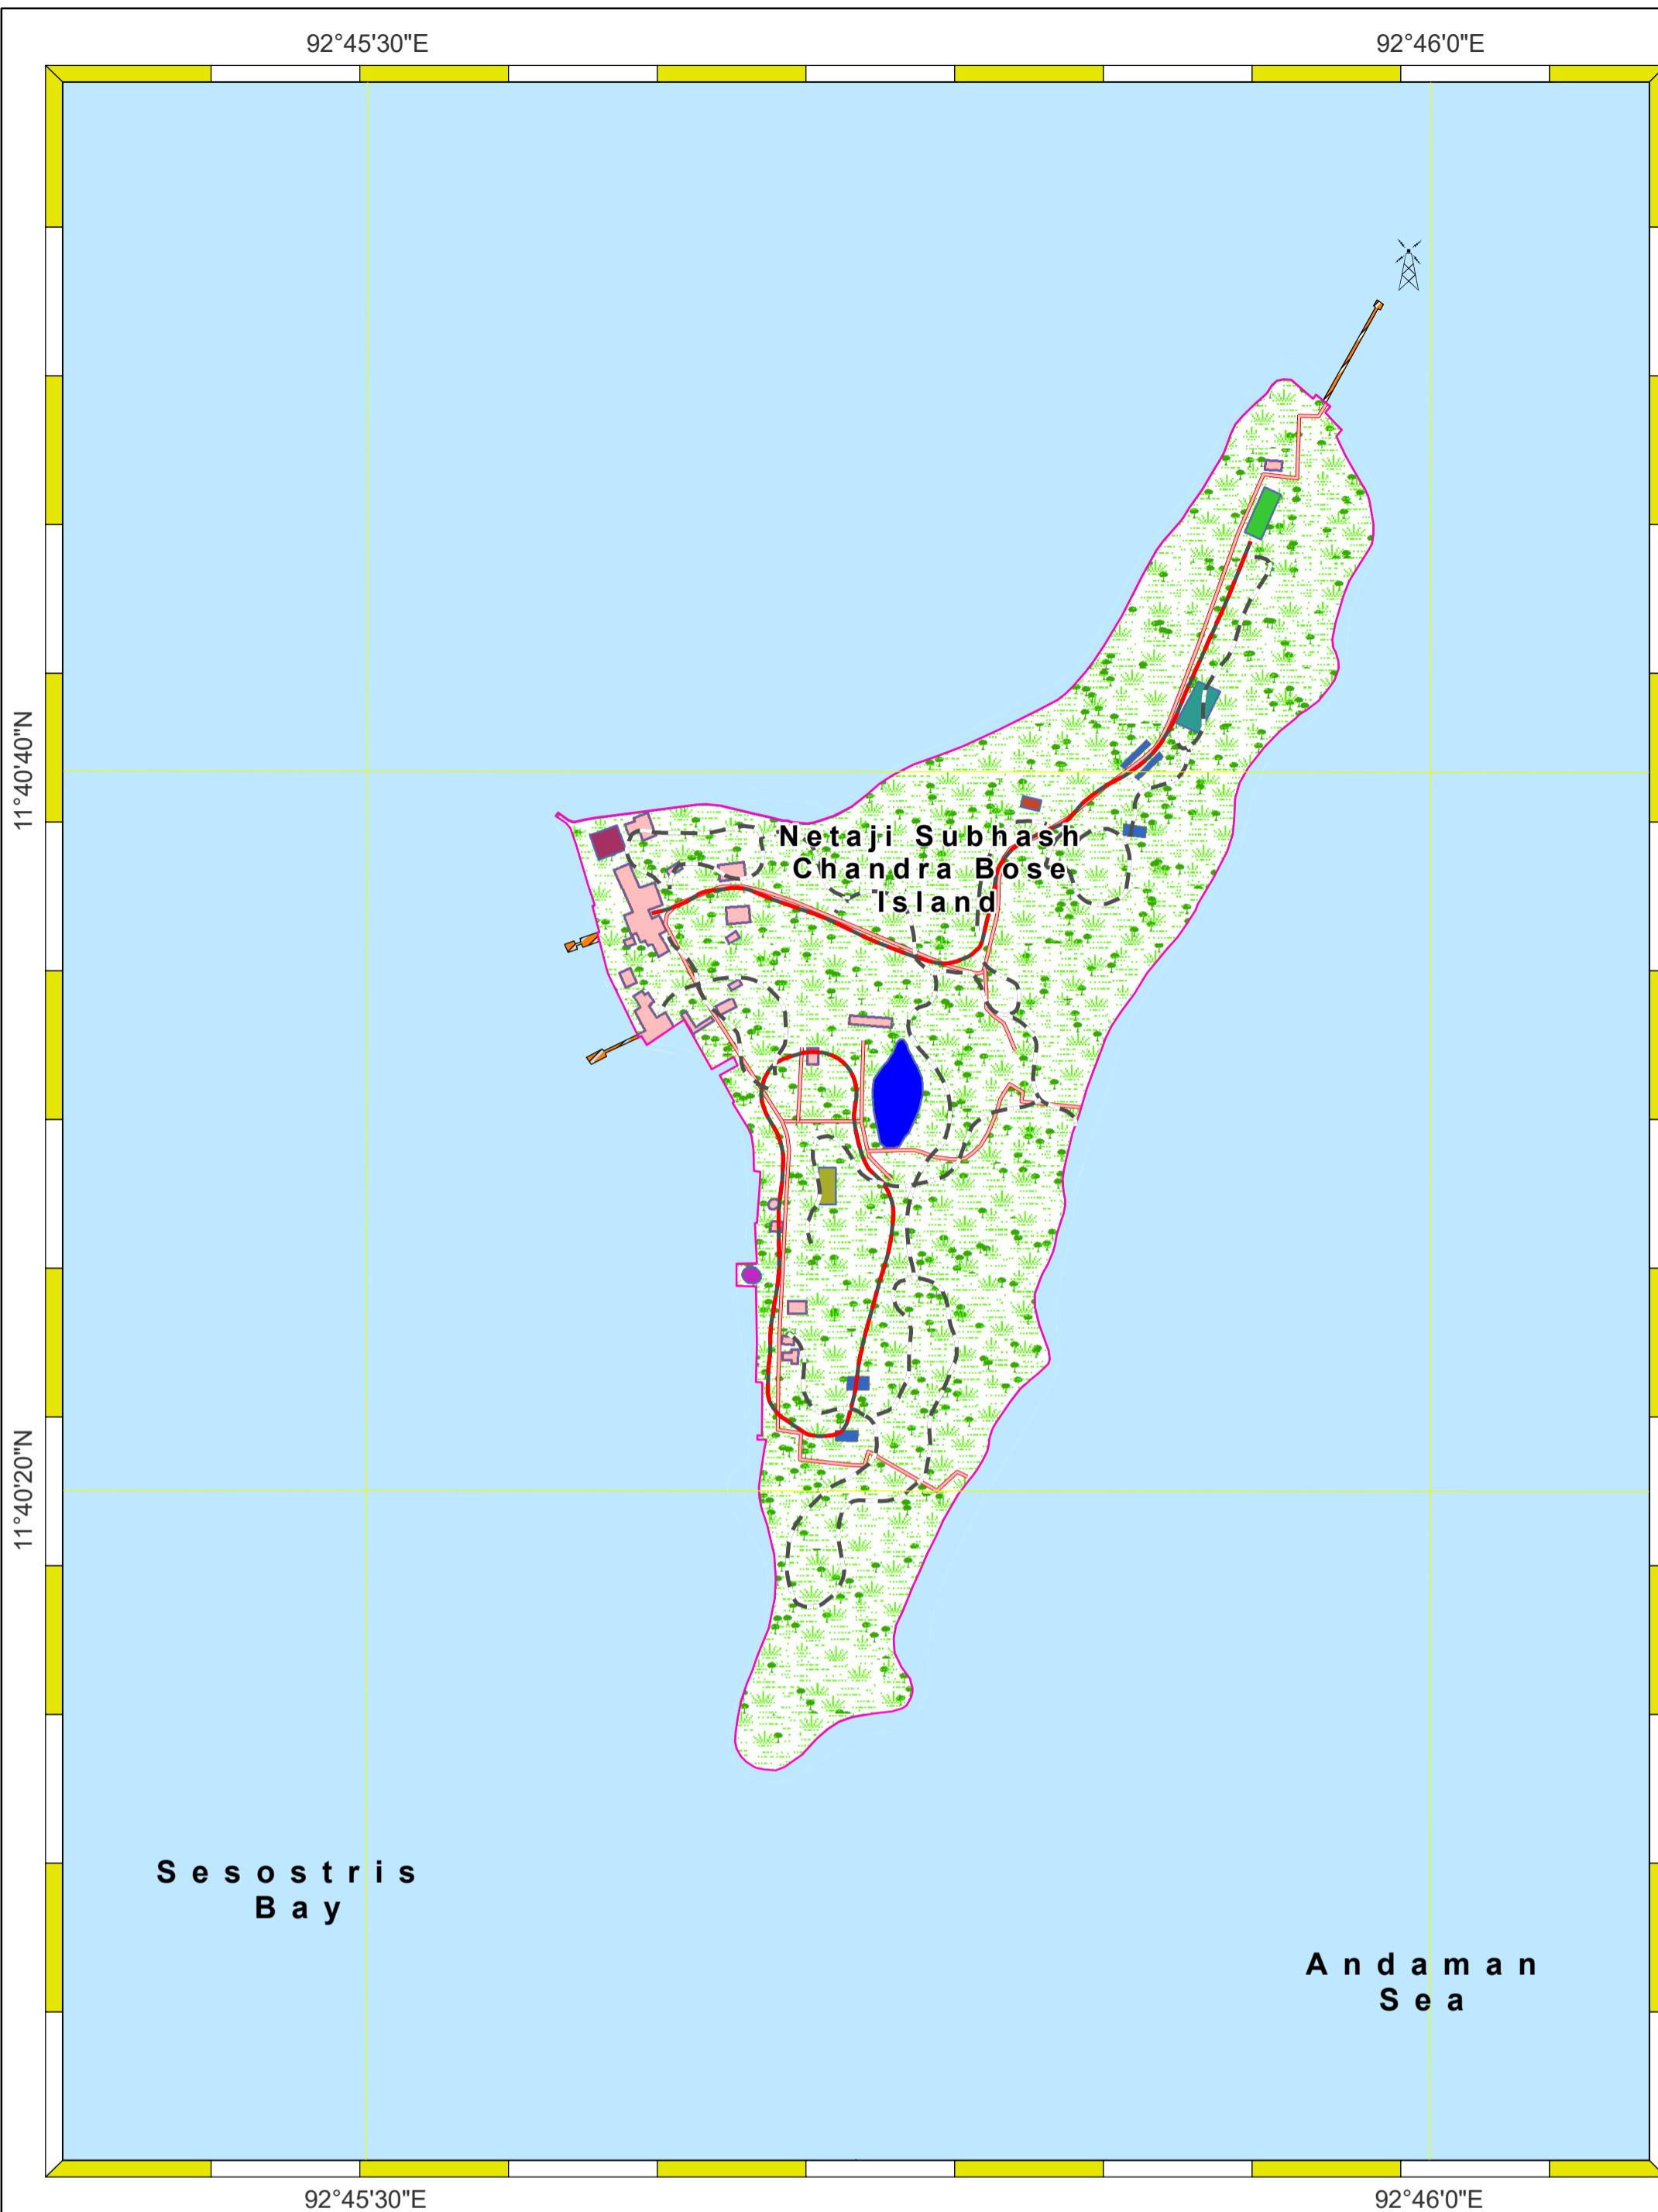 92°45'30"E 92°46'0"E
11°40'40"N
Netaji Subhash
Chandra Bose
Island
11°40'20"N
Sesostris
Bay
Andaman
Sea
92°45'30"E 92°46'0"E